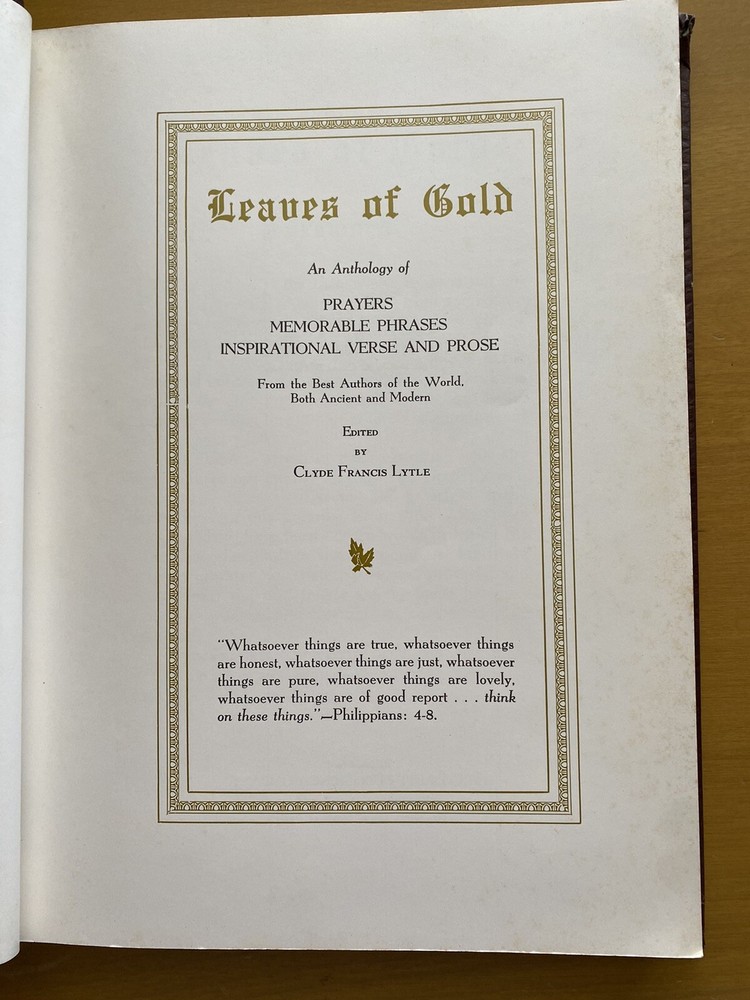 Leaves of Gold
An Anthology of
PRAYERS
MEMORABLE PHRASES
INSPIRATIONAL VERSE AND PROSE
From the Best Authors of the World,
Both Ancient and Modern
EDITED
BY
CLYDE FRANCIS LYTLE
"Whatsoever things are true, whatsoever things
are honest, whatsoever things are just, whatsoever
things are pure, whatsoever things are lovely,
whatsoever things are of good report . . . think
on these things."—Philippians: 4-8.